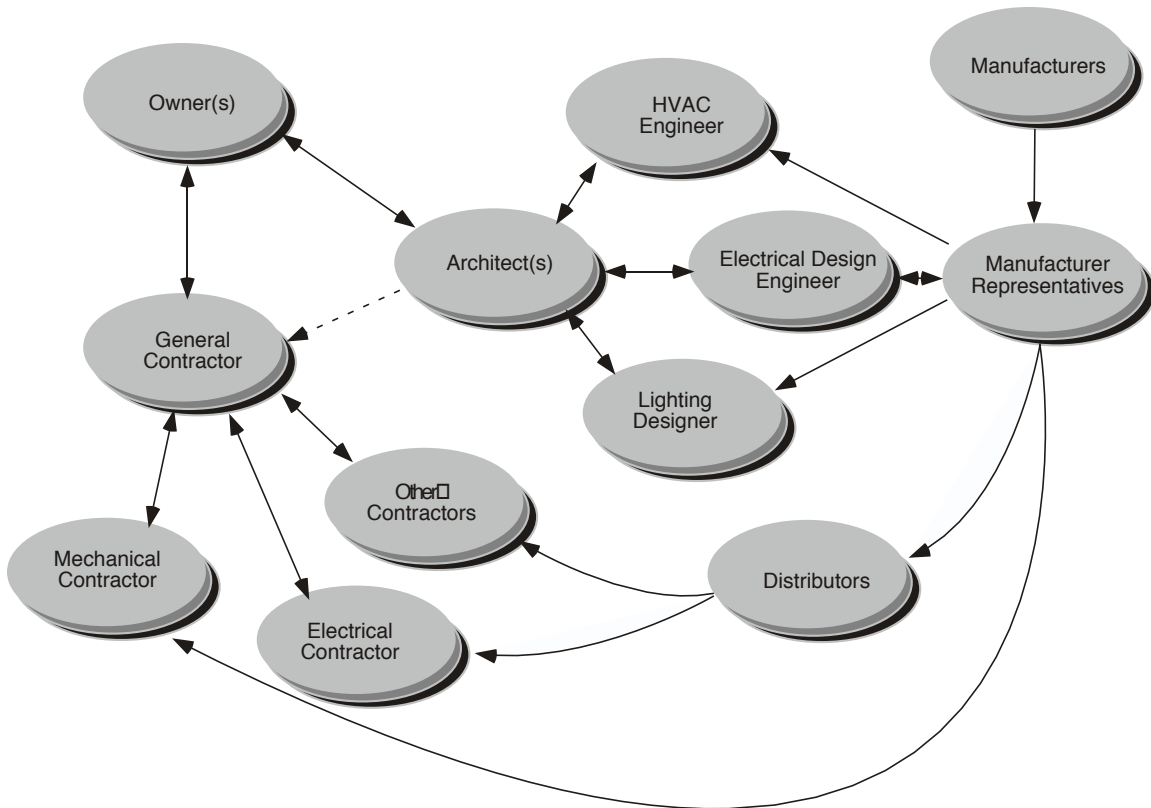 Owner(s)
HVAC
Engineer
Manufacturers
Architect(s)
Electrical Design
Engineer
Manufacturer
Representatives
General
Contractor
Lighting
Designer
Other□
Contractors
Mechanical
Contractor
Distributors
Electrical
Contractor